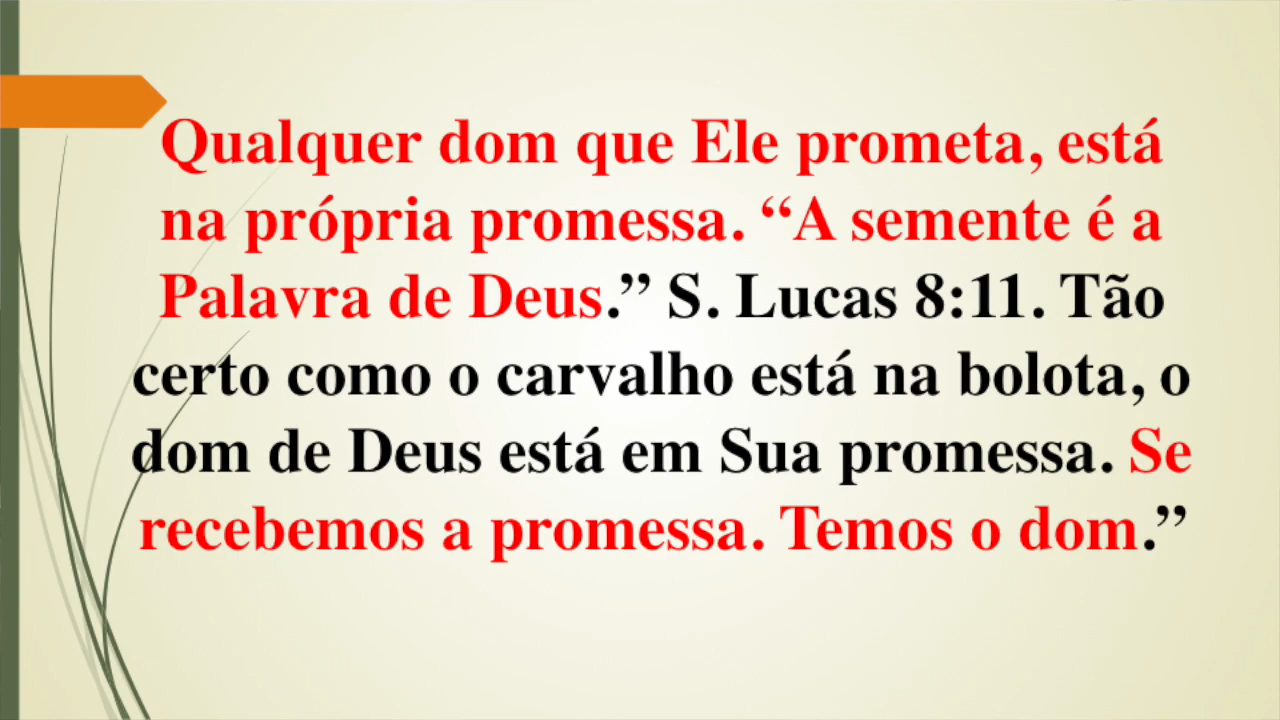 Qualquer dom que Ele prometa, está
na própria promessa. “A semente é a
Palavra de Deus.” S. Lucas 8:11. Tão
certo como o carvalho está na bolota, o
dom de Deus está em Sua promessa. Se
recebemos a promessa. Temos o dom.”